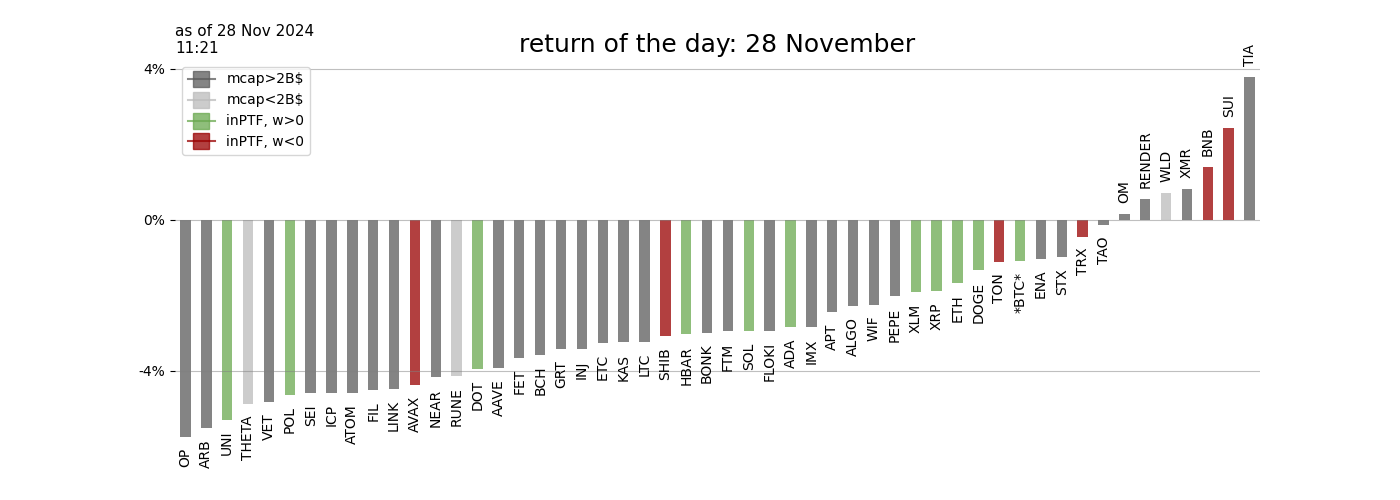 as of 28 Nov 2024
11:21
return of the day: 28 November
4%
0%
-4%
mcap>2B$
mcap<2B$
inPTF, w>0
inPTF, w<0
OP
ARB
UNI
THETA
VET
POL
SEI
ICP
ATOM
FIL
LINK
AVAX
NEAR
RUNE
DOT
AAVE
FET
BCH
GRT
INJ
ETC
KAS
LTC
SHIB
HBAR
BONK
FTM
SOL
FLOKI
ADA
IMX
APT
ALGO
WIF
PEPE
XLM
XRP
ETH
DOGE
TON
*BTC*
ENA
STX
TRX
TAO
OM
RENDER
WLD
XMR
BNB
SUI
TIA